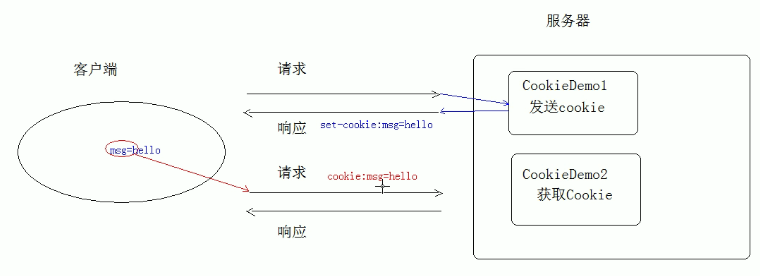 服务器
客户端
请求
CookieDemo1
发送cookie
响应
set-cookie:msg=hello
msg=hello
请求
cookie:msg=hello
CookieDemo2
获取Cookie
响应